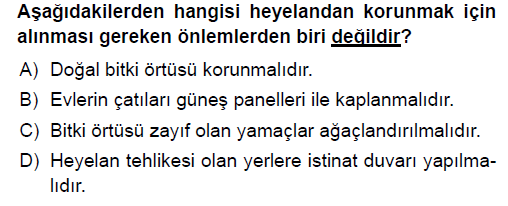 Aşağıdakilerden hangisi heyelandan korunmak için
alınması gereken önlemlerden biri değildir?
A) Doğal bitki örtüsü korunmalıdır.
B) Evlerin çatıları güneş panelleri ile kaplanmalıdır.
C) Bitki örtüsü zayıf olan yamaçlar ağaçlandırılmalıdır.
D) Heyelan tehlikesi olan yerlere istinat duvarı yapılma-
lıdır.